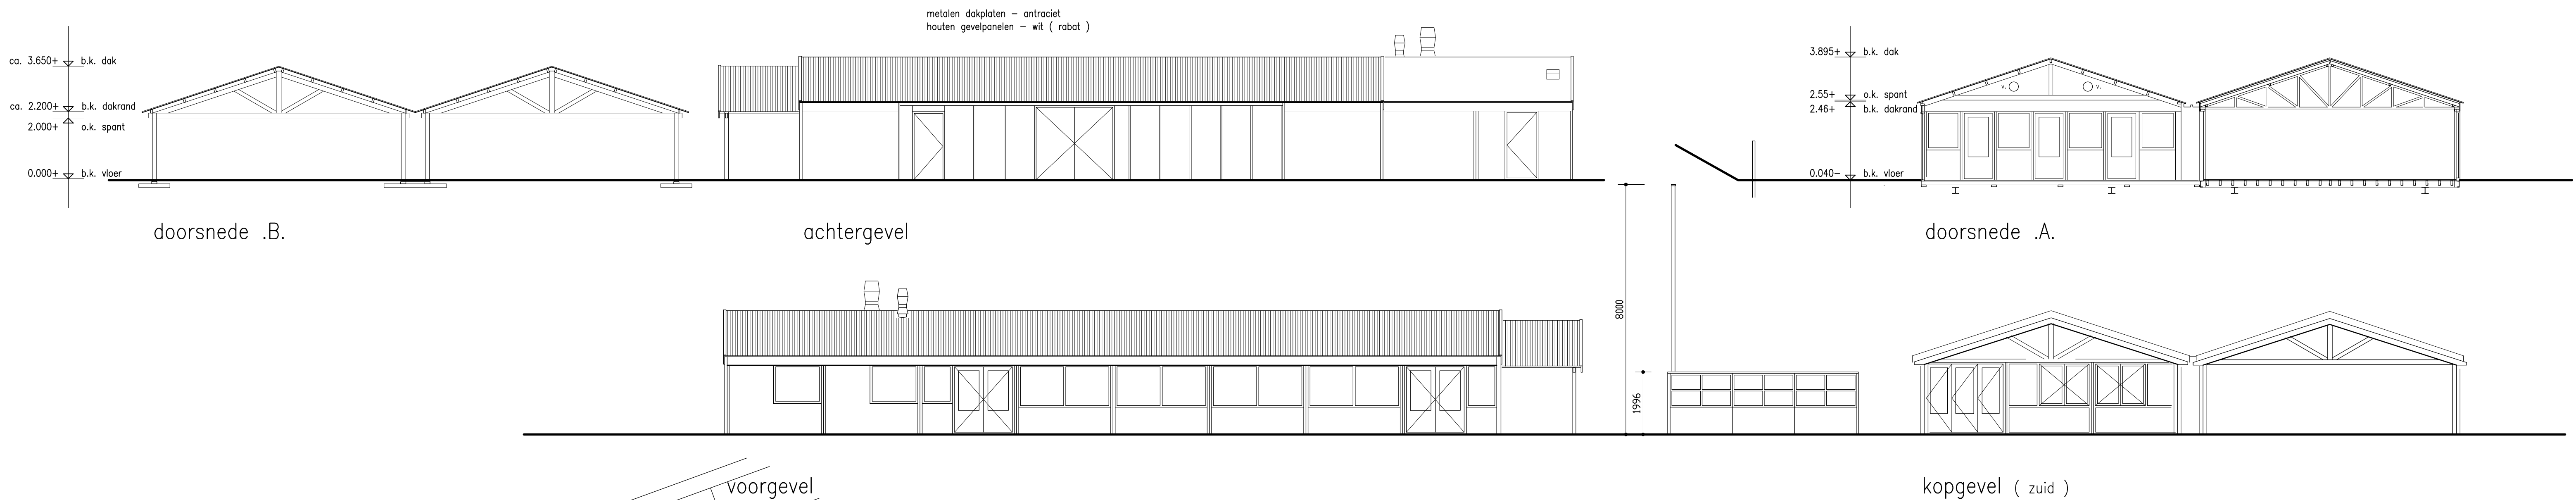 metalen dakplaten – antraciet
houten gevelpanelen – wit ( rabat )
ca. 3.650+ b.k. dak
ca. 2.200+ b.k. dakrand
2.000+ o.k. spant
0.000+ b.k. vloer
doorsnede .B.
achtergevel
3.895+ b.k. dak
2.55+ o.k. spant
2.46+ b.k. dakrand
0.040– b.k. vloer
v. v.
doorsnede .A.
8000
1996
voorgevel
kopgevel ( zuid )